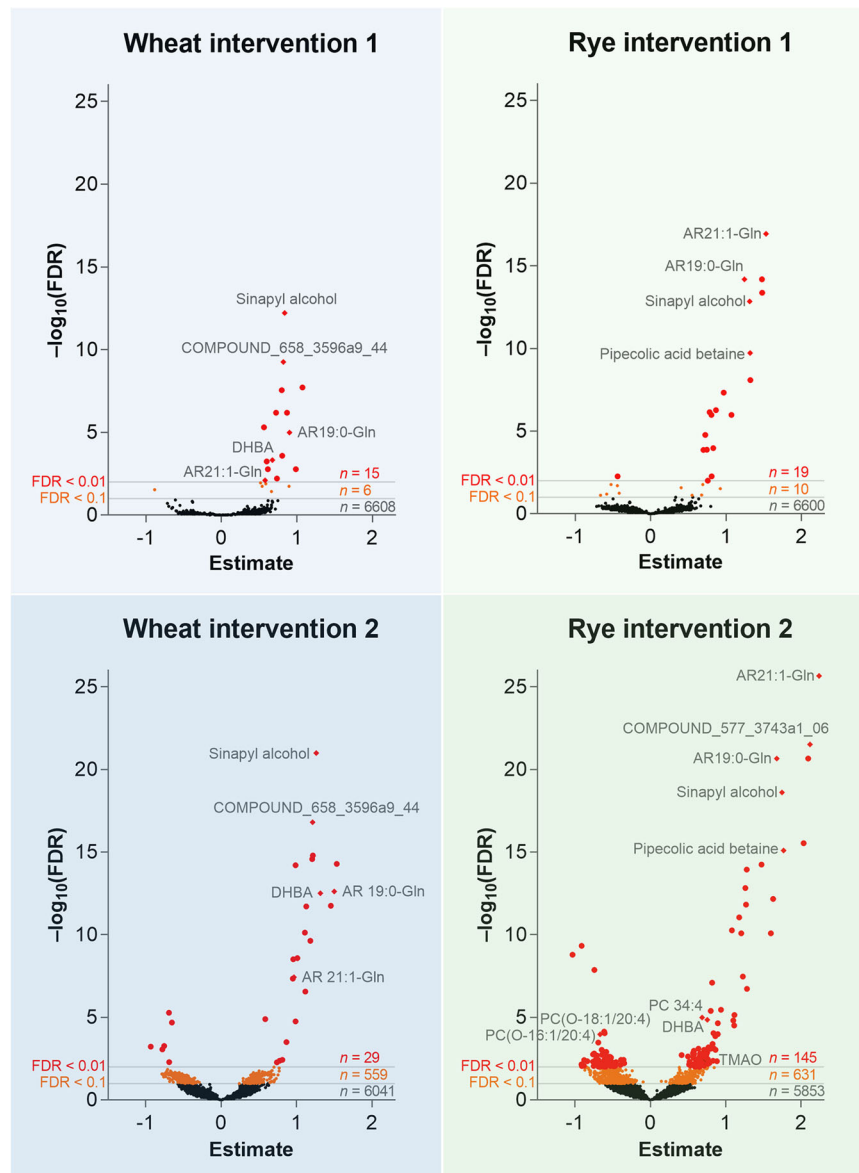 Wheat intervention 1
25
20
15
10
5
0
–log10(FDR)
Sinapyl alcohol
COMPOUND_658_3596a9_44
AR19:0-Gln
DHBA
AR21:1-Gln
FDR < 0.01
n = 15
FDR < 0.1
n = 6
n = 6608
-1
0
1
2
Estimate
Rye intervention 1
25
20
15
10
5
0
–log10(FDR)
AR21:1-Gln
AR19:0-Gln
Sinapyl alcohol
Pipecolic acid betaine
FDR < 0.01
n = 19
FDR < 0.1
n = 10
n = 6600
-1
0
1
2
Estimate
Wheat intervention 2
25
20
15
10
5
0
–log10(FDR)
Sinapyl alcohol
COMPOUND_658_3596a9_44
DHBA
AR 19:0-Gln
AR 21:1-Gln
FDR < 0.01
n = 29
FDR < 0.1
n = 559
n = 6041
-1
0
1
2
Estimate
Rye intervention 2
25
20
15
10
5
0
–log10(FDR)
AR21:1-Gln
COMPOUND_577_3743a1_06
AR19:0-Gln
Sinapyl alcohol
Pipecolic acid betaine
PC 34:4
PC(O-18:1/20:4)
DHBA
PC(O-16:1/20:4)
TMAO
FDR < 0.01
n = 145
FDR < 0.1
n = 631
n = 5853
-1
0
1
2
Estimate